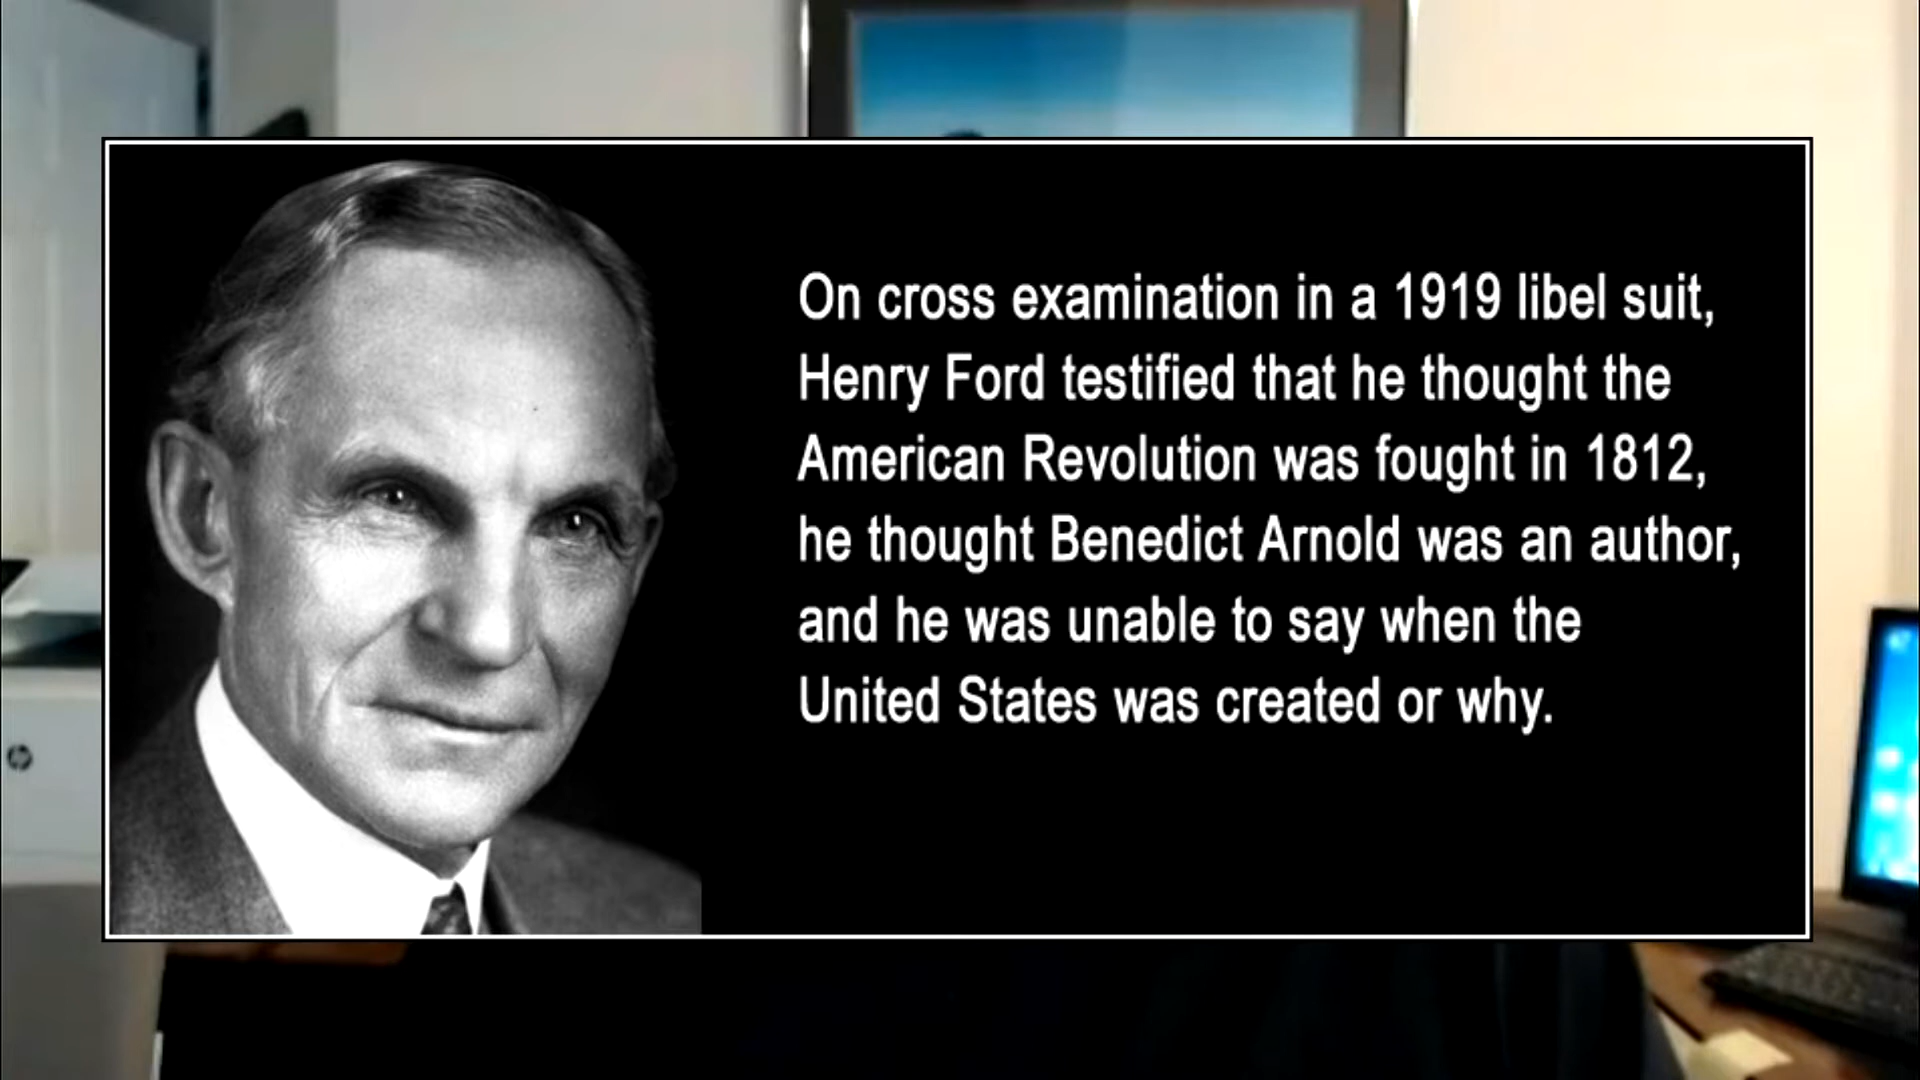 On cross examination in a 1919 libel suit,
Henry Ford testified that he thought the
American Revolution was fought in 1812,
he thought Benedict Arnold was an author,
and he was unable to say when the
United States was created or why.